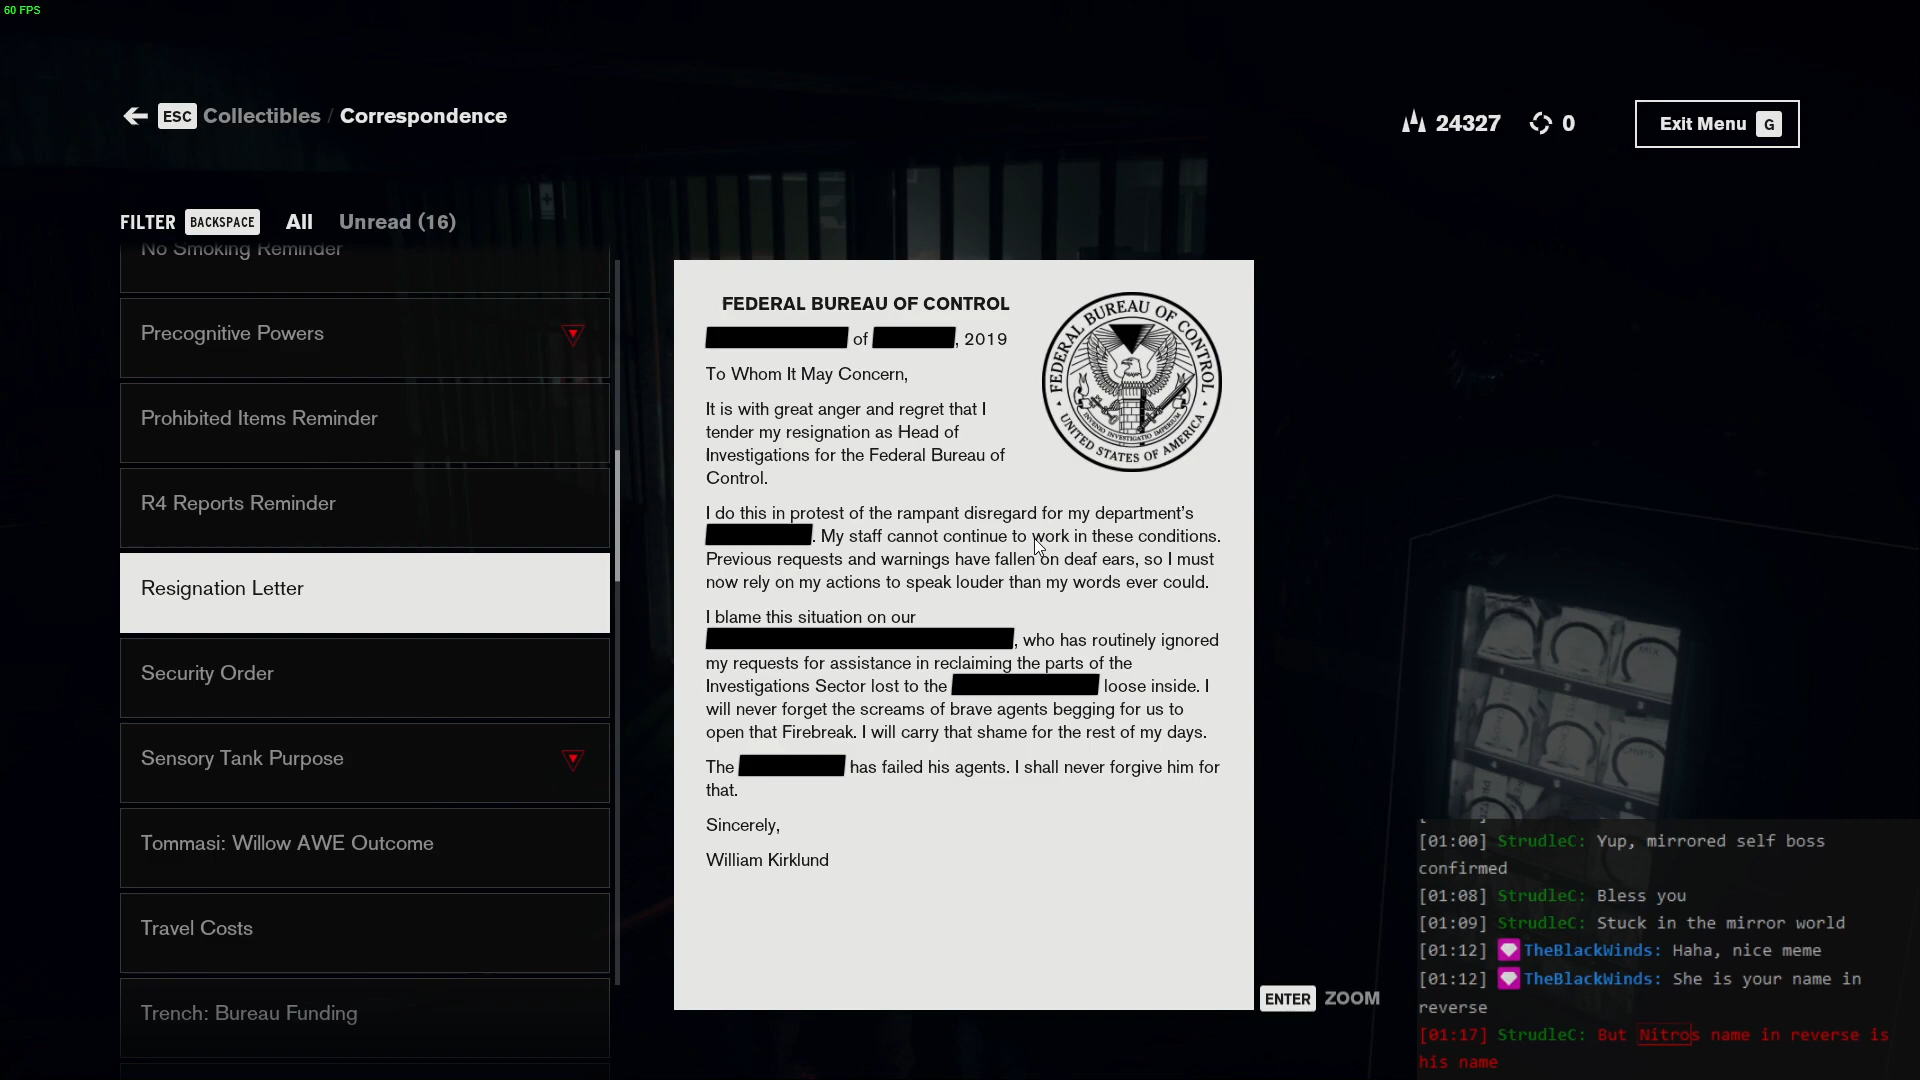 60 FPS
ESC Collectibles / Correspondence
24327
0
Exit Menu G
FILTER BACKSPACE All Unread (16)
No Smoking Reminder
Precognitive Powers
Prohibited Items Reminder
R4 Reports Reminder
Resignation Letter
Security Order
Sensory Tank Purpose
Tommasi: Willow AWE Outcome
Travel Costs
Trench: Bureau Funding
FEDERAL BUREAU OF CONTROL
of , 2019
To Whom It May Concern,
It is with great anger and regret that I
tender my resignation as Head of
Investigations for the Federal Bureau of
Control.
I do this in protest of the rampant disregard for my department's
. My staff cannot continue to work in these conditions.
Previous requests and warnings have fallen on deaf ears, so I must
now rely on my actions to speak louder than my words ever could.
I blame this situation on our
, who has routinely ignored
my requests for assistance in reclaiming the parts of the
Investigations Sector lost to the loose inside. I
will never forget the screams of brave agents begging for us to
open that Firebreak. I will carry that shame for the rest of my days.
The has failed his agents. I shall never forgive him for
that.
Sincerely,
William Kirklund
FEDERAL BUREAU OF CONTROL
INVENIO INVESTIGATIO IMPERIUM
UNITED STATES OF AMERICA
ENTER ZOOM
[01:00] StrudleC: Yup, mirrored self boss
confirmed
[01:08] StrudleC: Bless you
[01:09] StrudleC: Stuck in the mirror world
[01:12] TheBlackWinds: Haha, nice meme
[01:12] TheBlackWinds: She is your name in
reverse
[01:17] StrudleC: But Nitros name in reverse is
his name